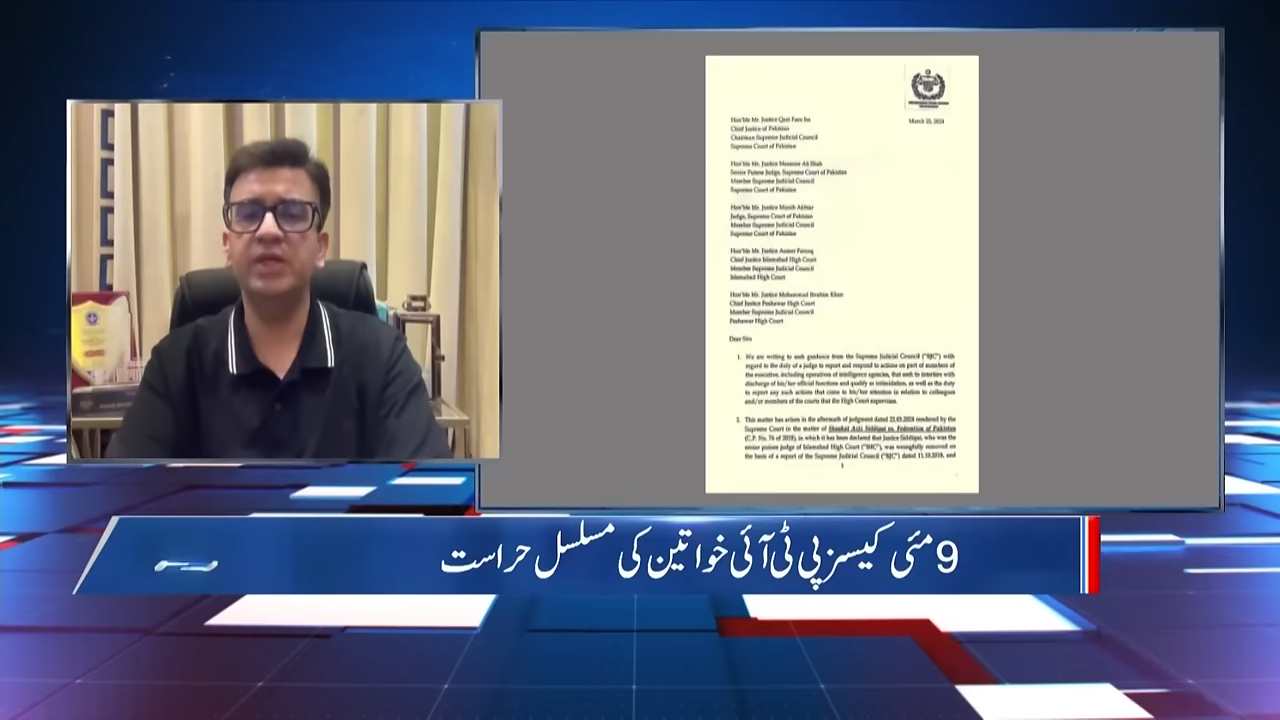 March 25, 2024
Hon'ble Mr. Justice Qazi Faez Isa
Chief Justice of Pakistan
Chairman Supreme Judicial Council
Supreme Court of Pakistan
Hon'ble Mr. Justice Mansoor Ali Shah
Senior Puisne Judge, Supreme Court of Pakistan
Member Supreme Judicial Council
Supreme Court of Pakistan
Hon'ble Mr. Justice Munib Akhtar
Judge, Supreme Court of Pakistan
Member Supreme Judicial Council
Supreme Court of Pakistan
Hon'ble Mr. Justice Aamer Farooq
Chief Justice Islamabad High Court
Member Supreme Judicial Council
Islamabad High Court
Hon'ble Mr. Justice Mohammad Ibrahim Khan
Chief Justice Peshawar High Court
Member Supreme Judicial Council
Peshawar High Court
Dear Sirs
1. We are writing to seek guidance from the Supreme Judicial Council ("SJC") with
regard to the duty of a judge to report and respond to actions on part of members of
the executive, including operatives of intelligence agencies, that seek to interfere with
discharge of his/her official functions and qualify as intimidation, as well as the duty
to report any such actions that come to his/her attention in relation to colleagues
and/or members of the courts that the High Court supervises.
2. This matter has arisen in the aftermath of judgment dated 22.03.2024 rendered by the
Supreme Court in the matter of Shaukat Aziz Siddiqui vs. Federation of Pakistan
(C.P. No. 76 of 2018), in which it has been declared that Justice Siddiqui, who was the
senior puisne judge of Islamabad High Court ("IHC"), was wrongfully removed on
the basis of a report of the Supreme Judicial Council ("SJC") dated 11.10.2018, and
1
9 مئی کیسز پی ٹی آئی خواتین کی مسلسل حراست